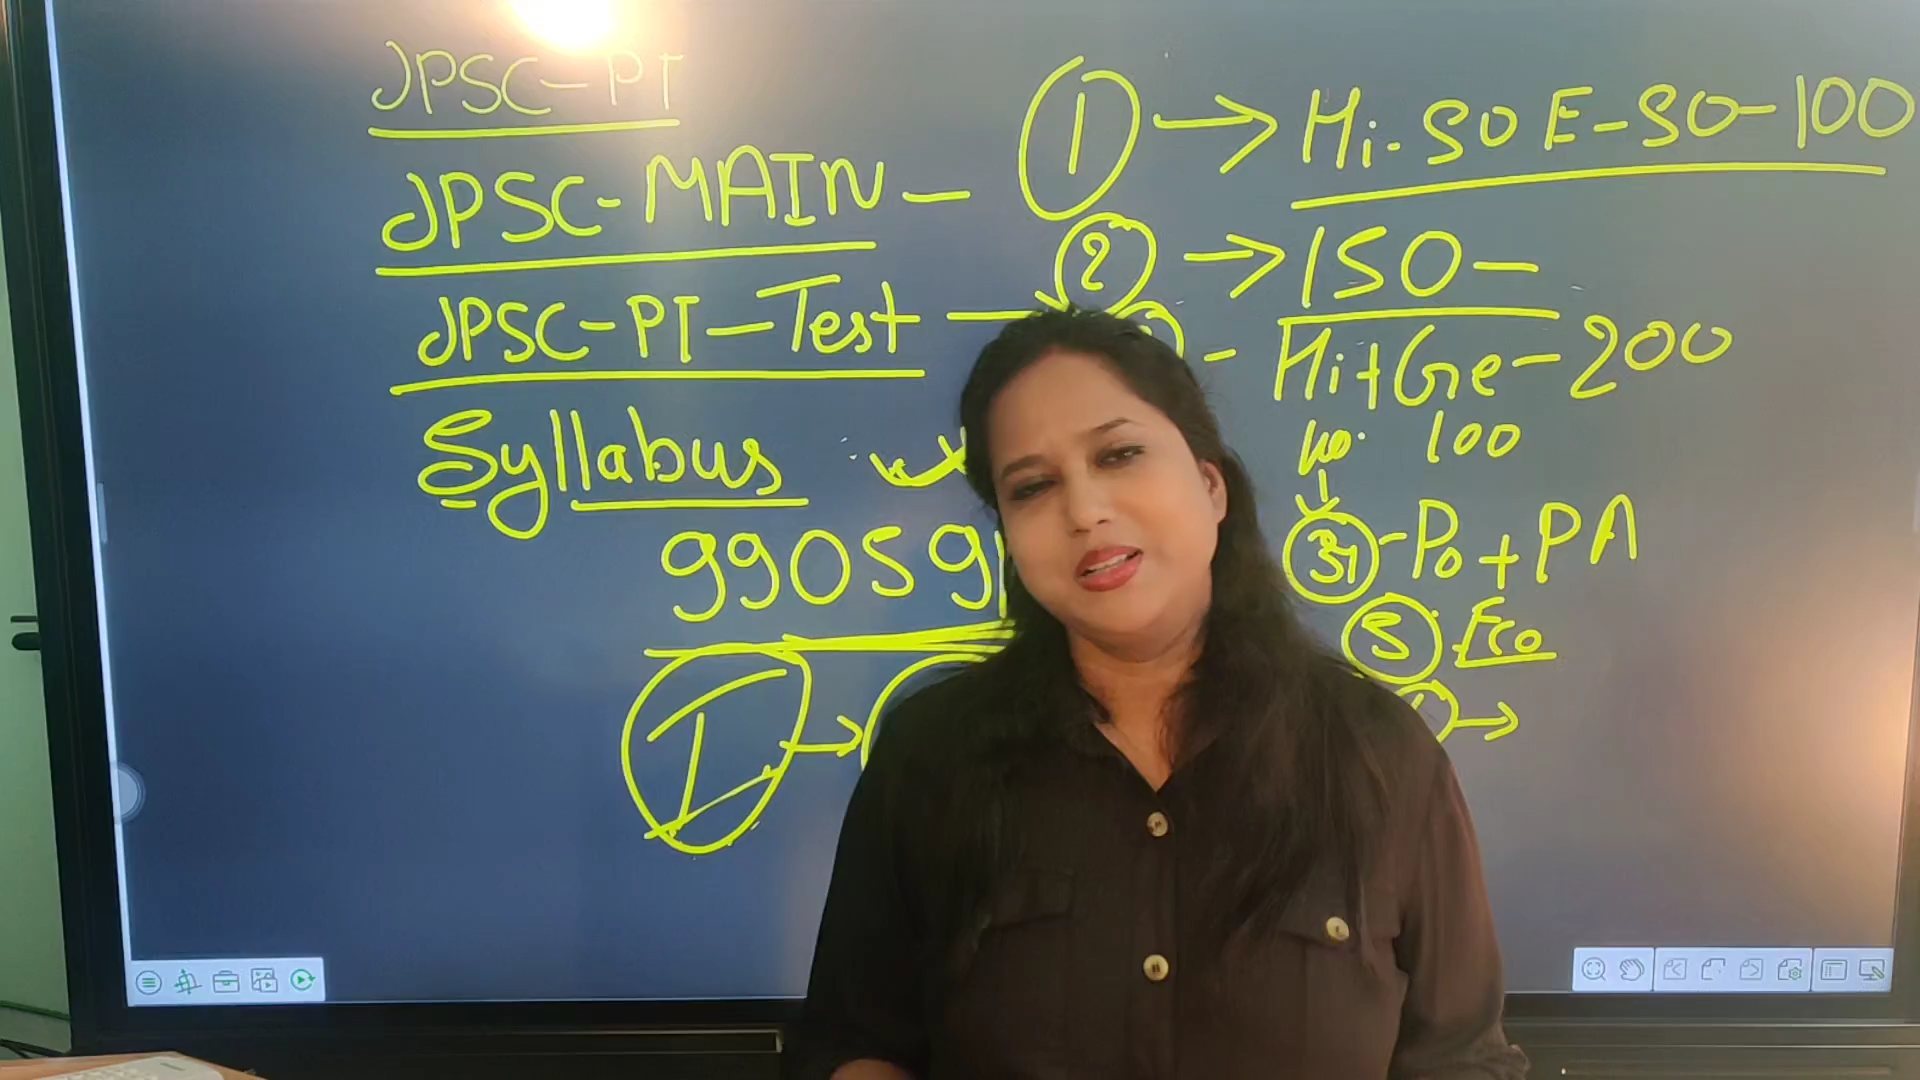 JPSC-PT
① → Hi-50 E-50-100
JPSC-MAIN -
② → 150 -
JPSC-PT-Test -
- Hi+Ge-200
100
Syllabus
- Po + PA
99059
⑤ Eco
I →
→